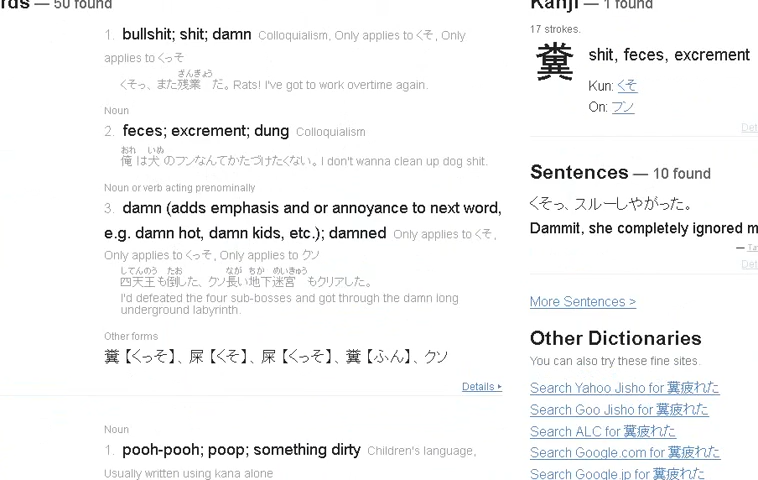 rds — 50 found
1. bullshit; shit; damn Colloquialism, Only applies to くそ, Only
applies to くっそ
くそっ、また残業だ。 Rats! I've got to work overtime again.
ざんぎょう
Noun
2. feces; excrement; dung Colloquialism
おれ いぬ
俺は犬のフンなんてかたづけたくない。 I don't wanna clean up dog shit.
Noun or verb acting prenominally
3. damn (adds emphasis and or annoyance to next word,
e.g. damn hot, damn kids, etc.); damned Only applies to くそ,
Only applies to くっそ, Only applies to クソ
してんのう たお なが ちか めいきゅう
四天王も倒した、クソ長い地下迷宮もクリアした。
I'd defeated the four sub-bosses and got through the damn long
underground labyrinth.
Other forms
糞【くっそ】、屎【くそ】、屎【くっそ】、糞【ふん】、クソ
Details ▸
Noun
1. pooh-pooh; poop; something dirty Children's language,
Usually written using kana alone
Kanji — 1 found
17 strokes.
糞 shit, feces, excrement
Kun: くそ
On: フン
Det
Sentences — 10 found
くそっ、スルーしやがった。
Dammit, she completely ignored m
— Ta
Det
More Sentences >
Other Dictionaries
You can also try these fine sites.
Search Yahoo Jisho for 糞疲れた
Search Goo Jisho for 糞疲れた
Search ALC for 糞疲れた
Search Google.com for 糞疲れた
Search Google.jp for 糞疲れた